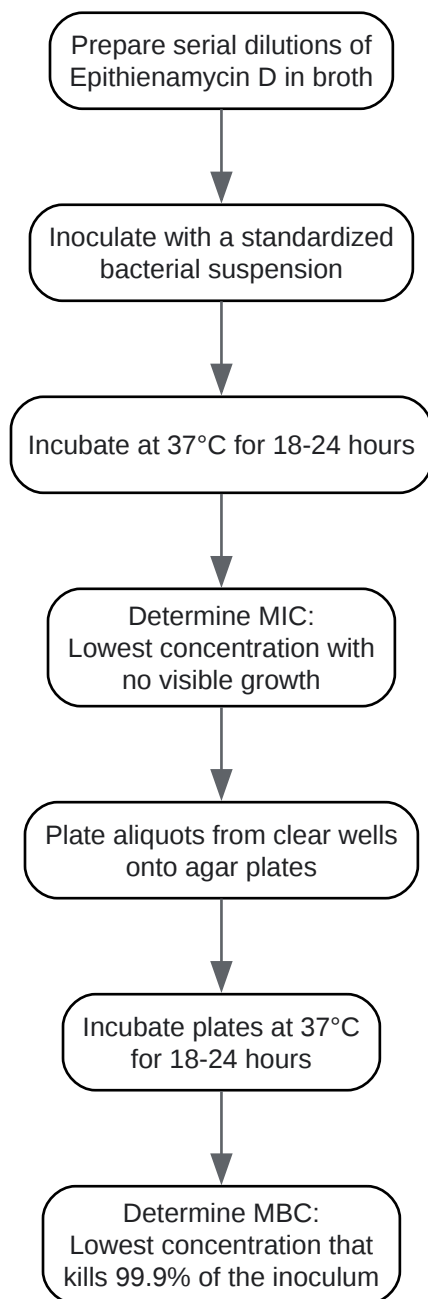 Prepare serial dilutions of
Epithienamycin D in broth
Inoculate with a standardized
bacterial suspension
Incubate at 37°C for 18-24 hours
Determine MIC:
Lowest concentration with
no visible growth
Plate aliquots from clear wells
onto agar plates
Incubate plates at 37°C
for 18-24 hours
Determine MBC:
Lowest concentration that
kills 99.9% of the inoculum